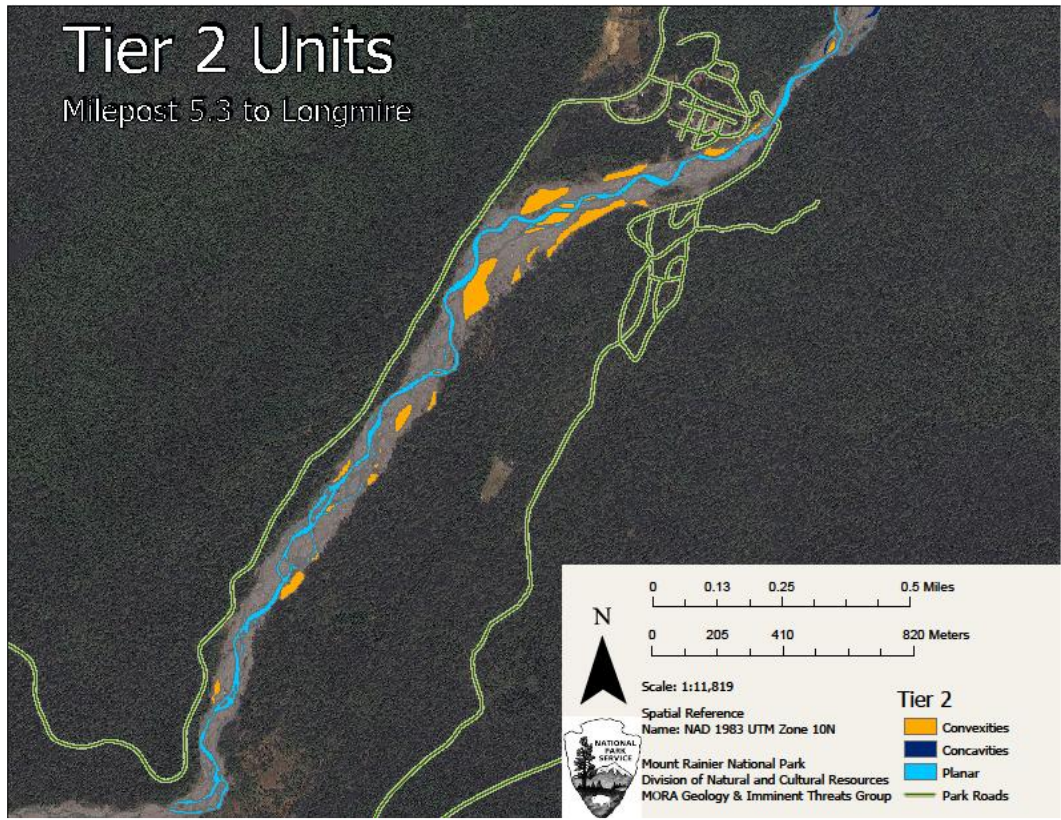 Tier 2 Units
Milepost 5.3 to Longmire
0 0.13 0.25 0.5 Miles
0 205 410 820 Meters
N
Scale: 1:11,819
Spatial Reference
Name: NAD 1983 UTM Zone 10N
NATIONAL
PARK
SERVICE
Mount Rainier National Park
Division of Natural and Cultural Resources
MORA Geology & Imminent Threats Group
Tier 2
Convexities
Concavities
Planar
Park Roads